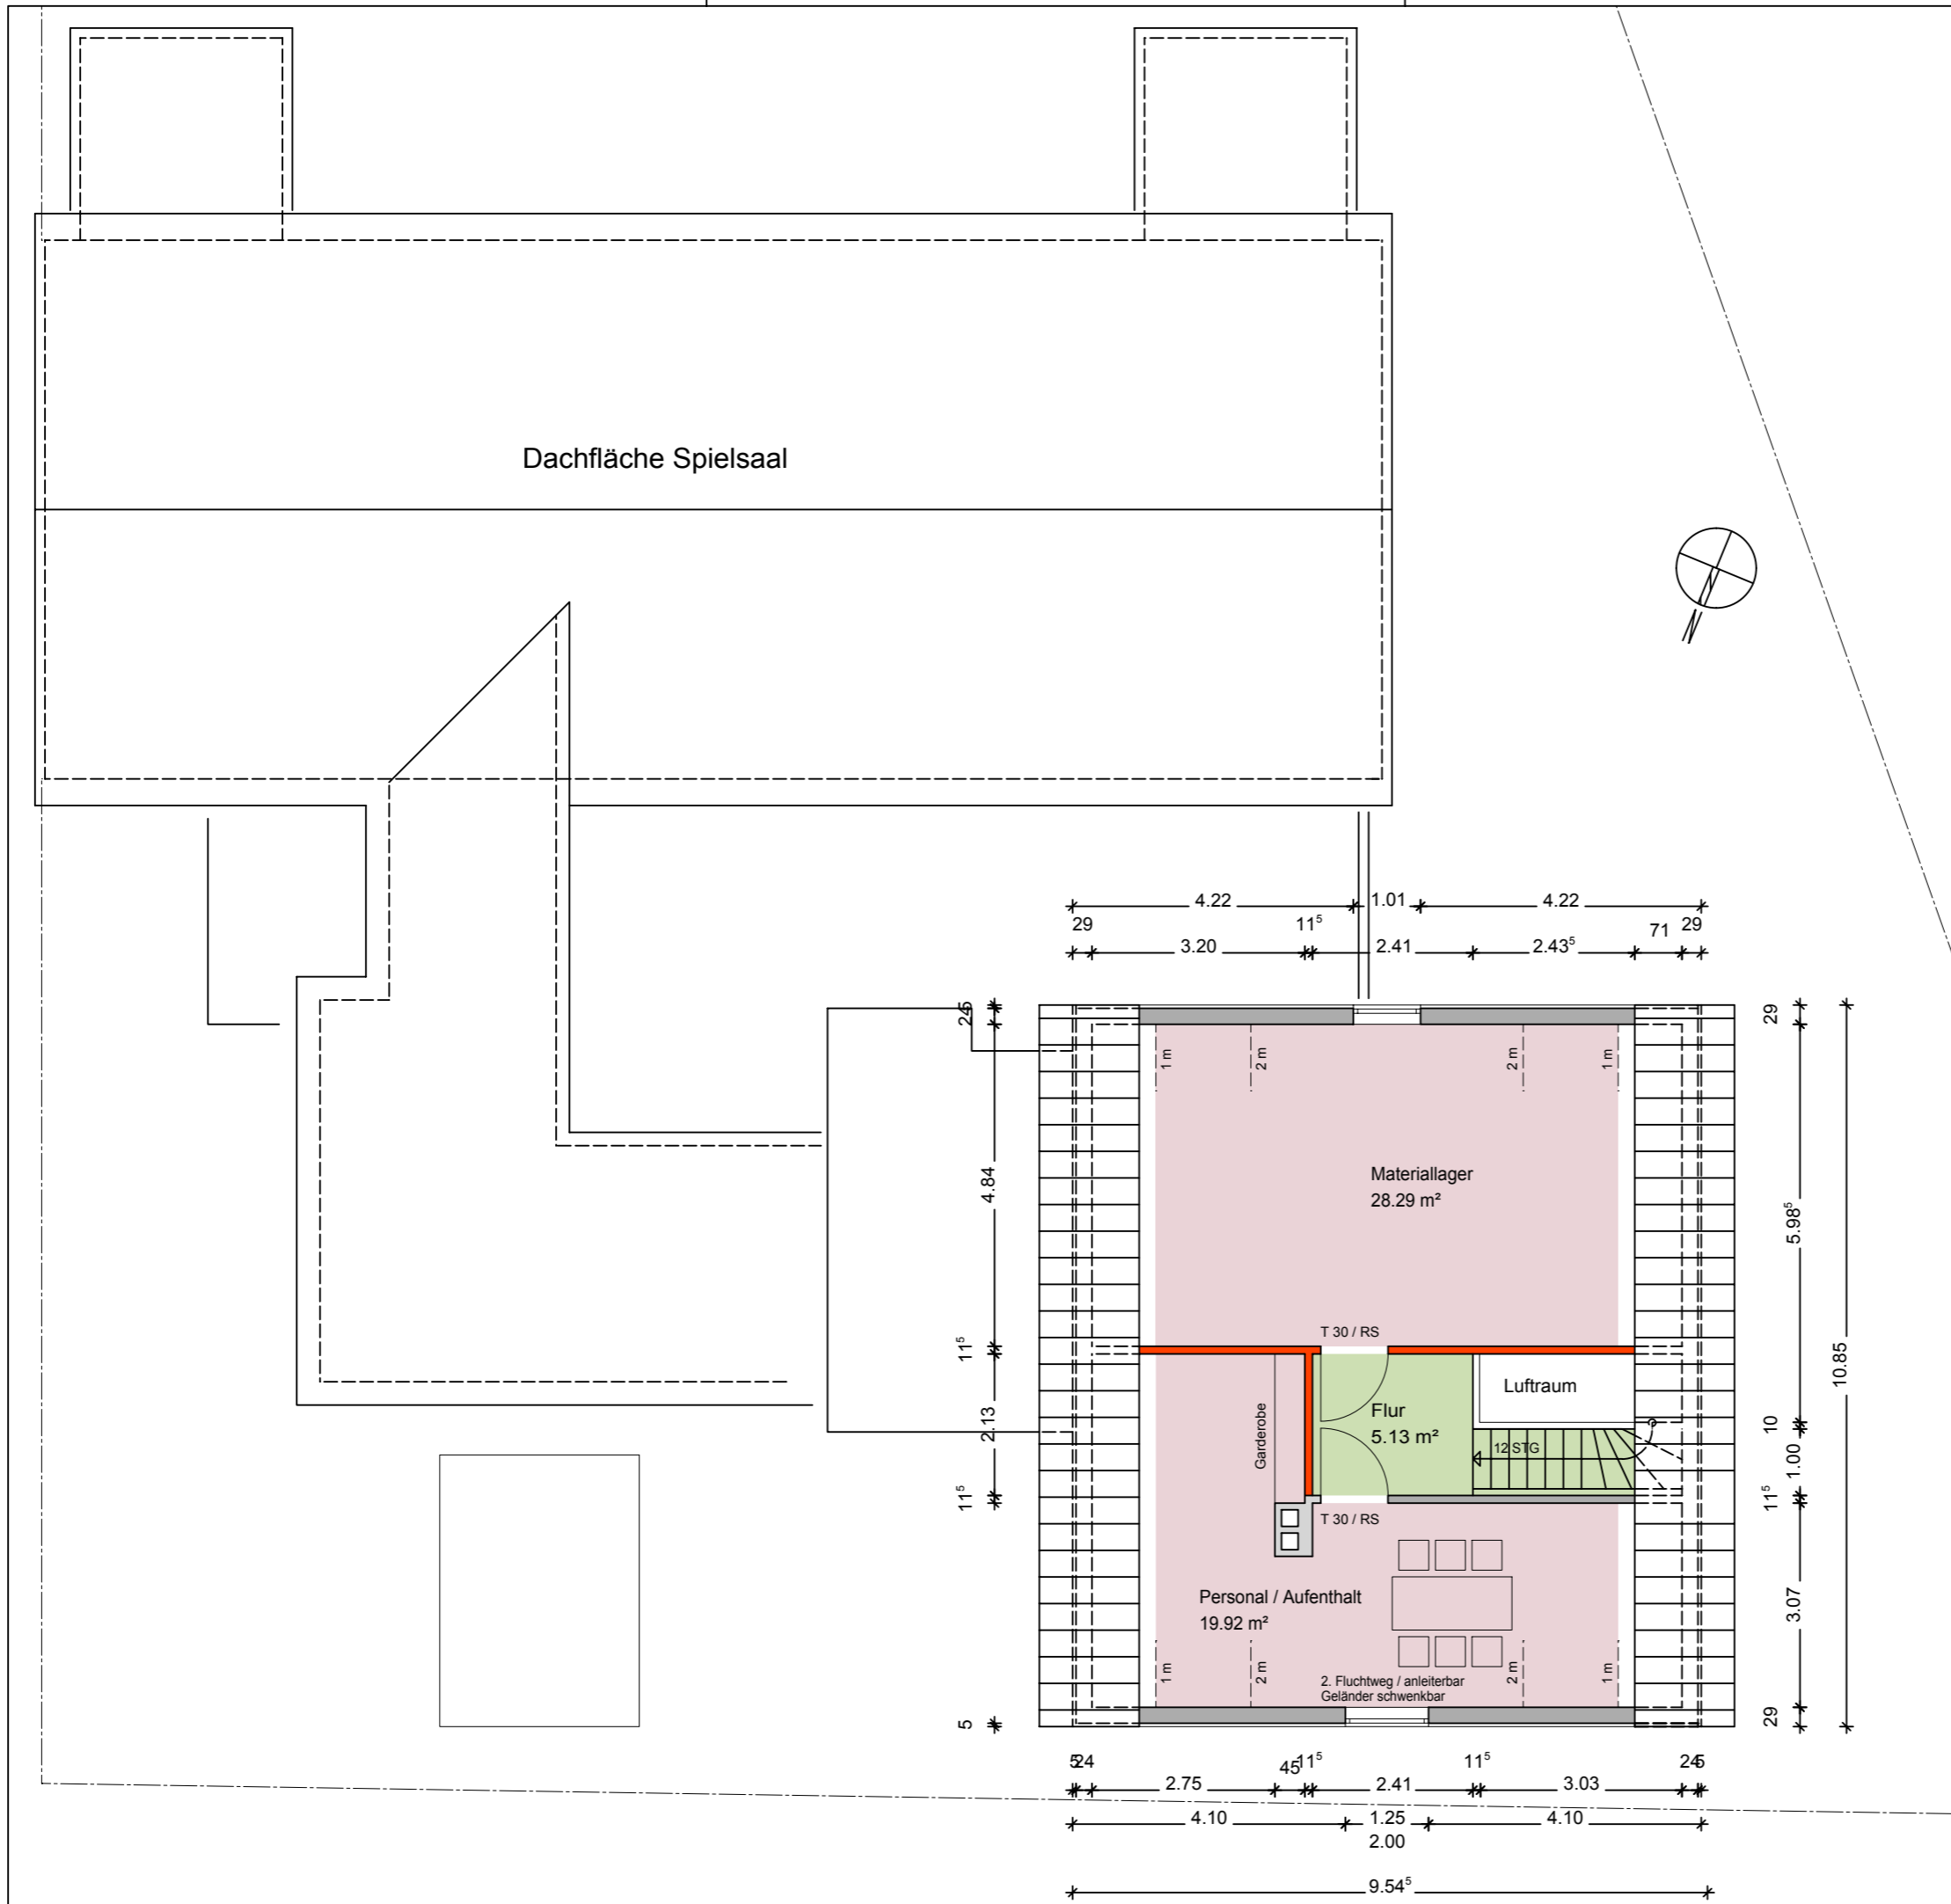 Dachfläche Spielsaal
4.22
1.01
4.22
29
3.20
11⁵
2.41
2.43⁵
71
29
5
24
29
1 m
2 m
2 m
1 m
4.84
Materiallager
28.29 m²
5.98⁵
T 30 / RS
11⁵
10.85
Luftraum
Garderobe
Flur
5.13 m²
2.13
10
12 STG
1.00
11⁵
11⁵
T 30 / RS
Personal / Aufenthalt
19.92 m²
3.07
1 m
2 m
2. Fluchtweg / anleiterbar
Geländer schwenkbar
2 m
1 m
5
29
5
24
2.75
45
11⁵
2.41
11⁵
3.03
24
5
4.10
1.25
4.10
2.00
9.54⁵
N